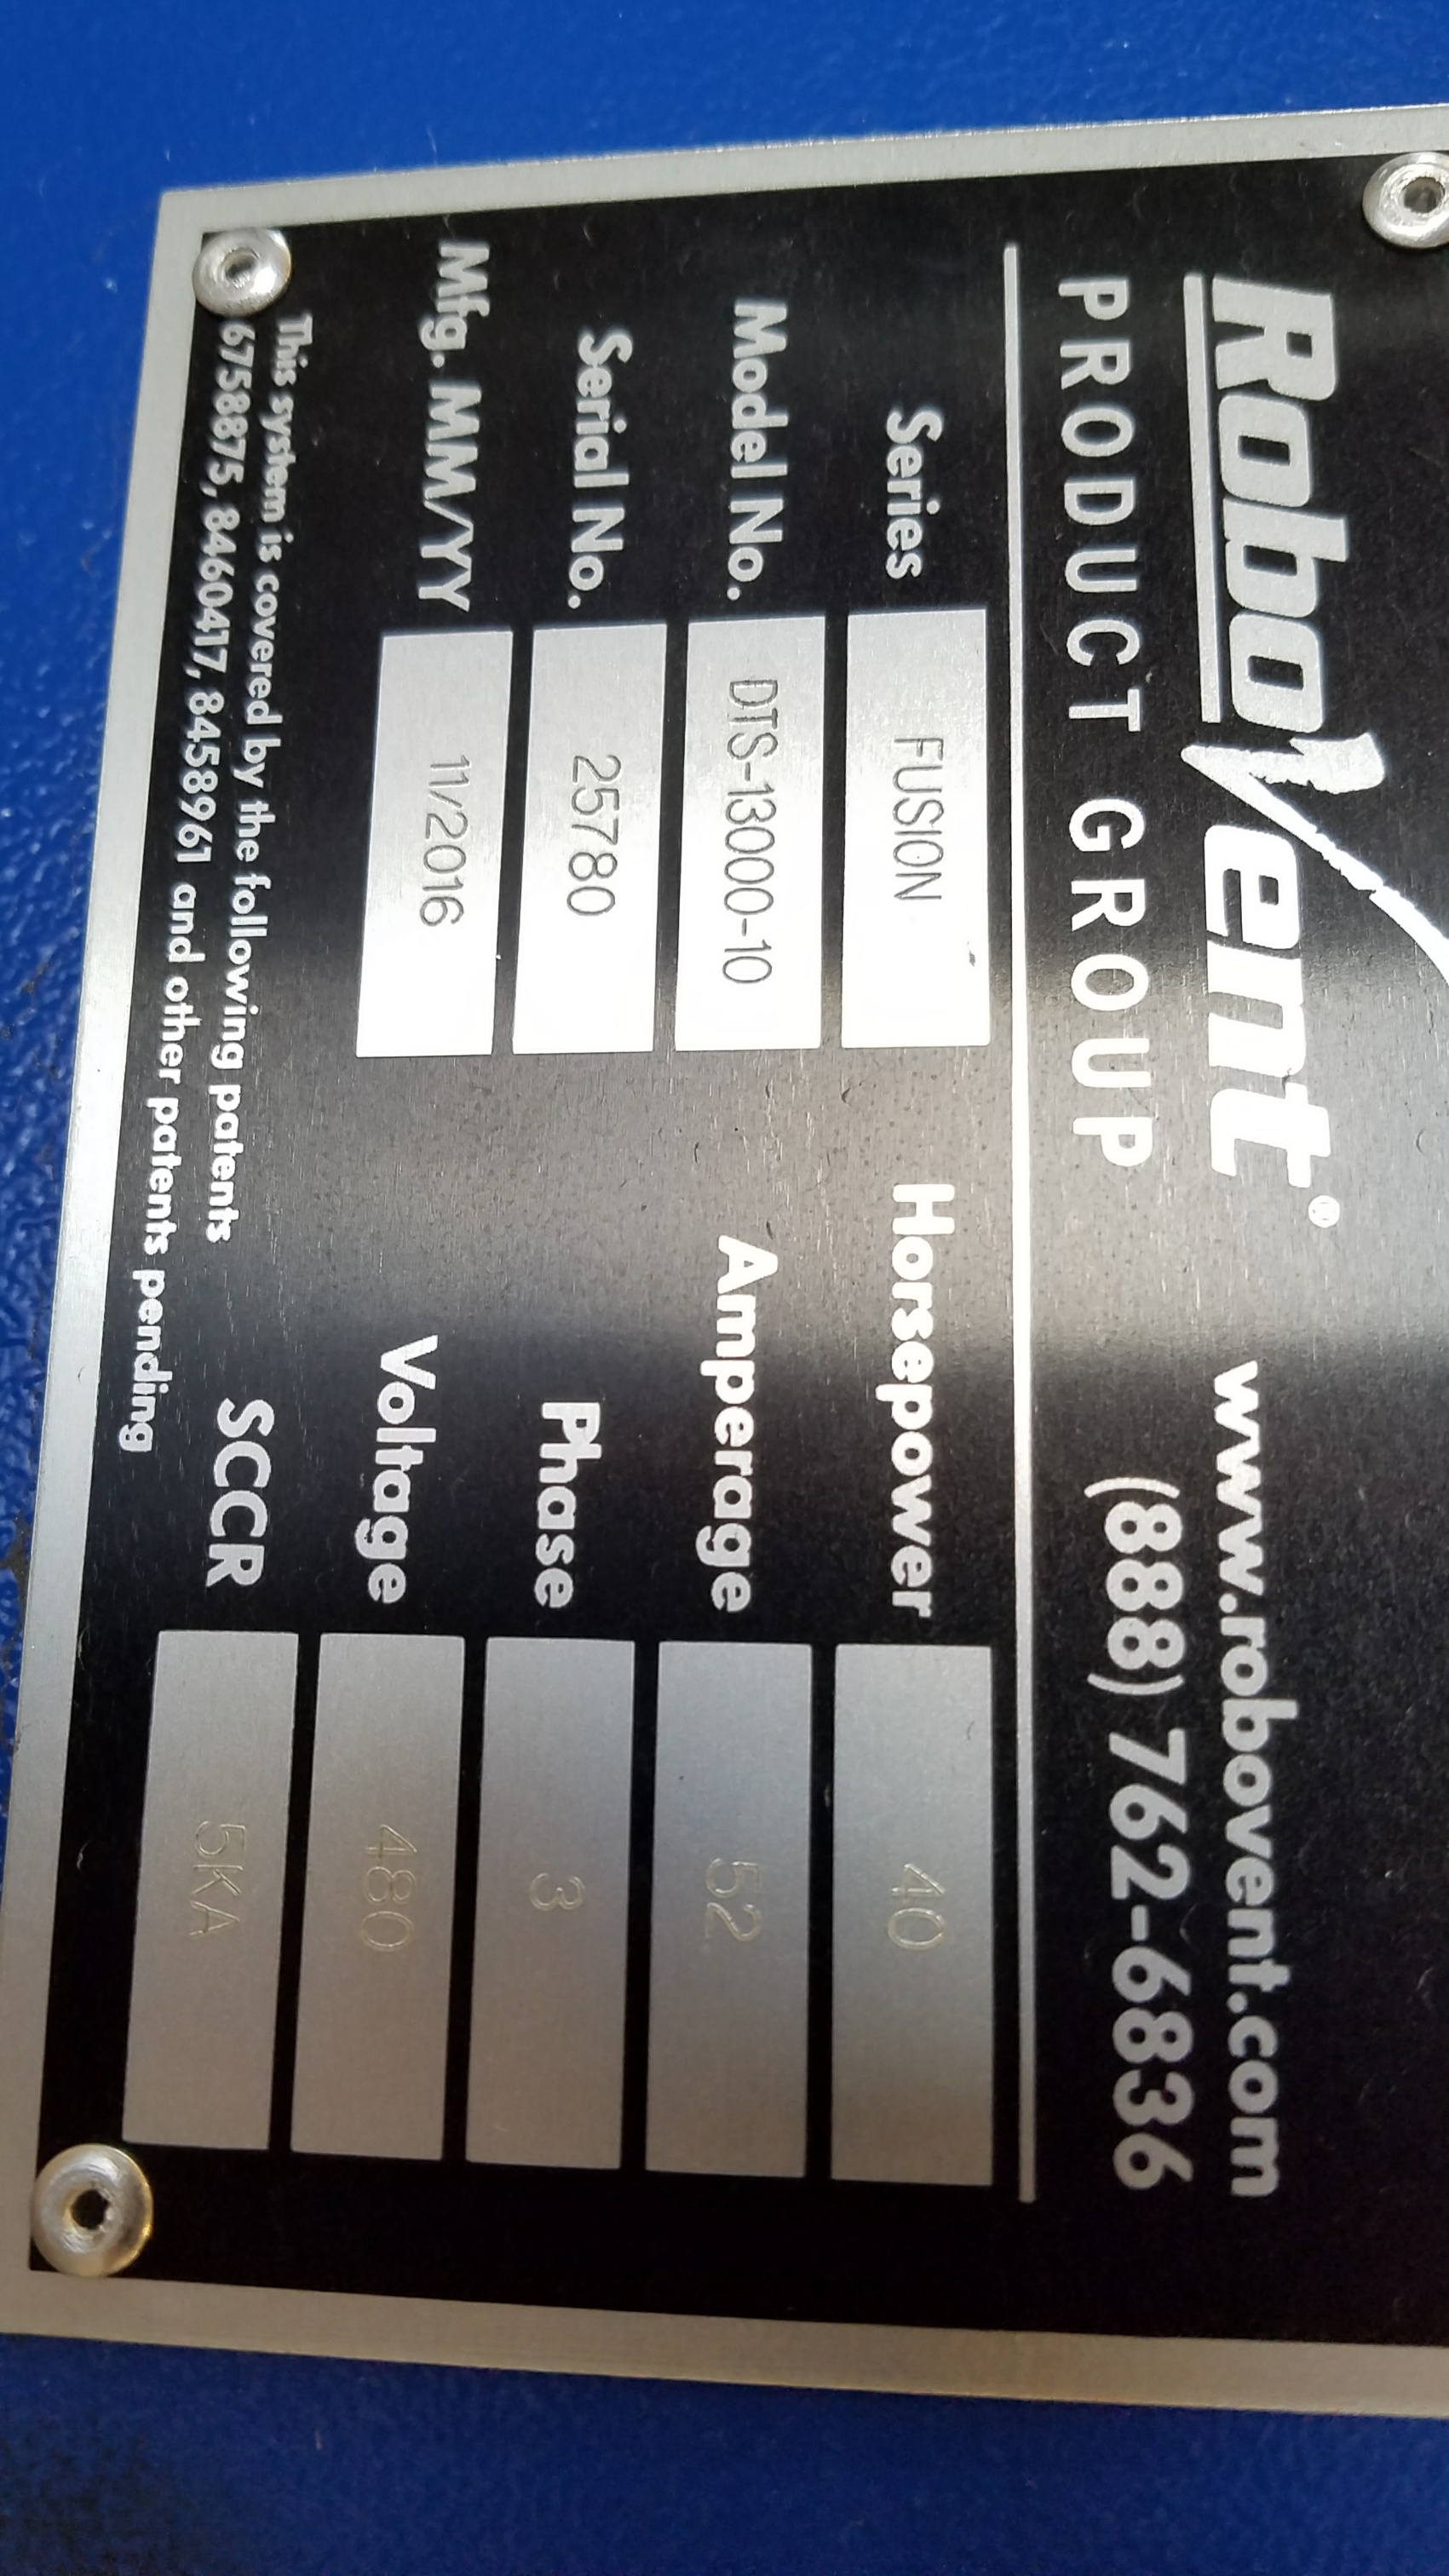 RoboVent®
PRODUCT GROUP
www.robovent.com
(888) 762-6836
Series FUSION
Model No. DTS-13000-10
Serial No. 25780
Mfg. MM/YY 11/2016
Horsepower 40
Amperage 52
Phase 3
Voltage 480
SCCR 5KA
This system is covered by the following patents
6758875, 8460417, 8458961 and other patents pending